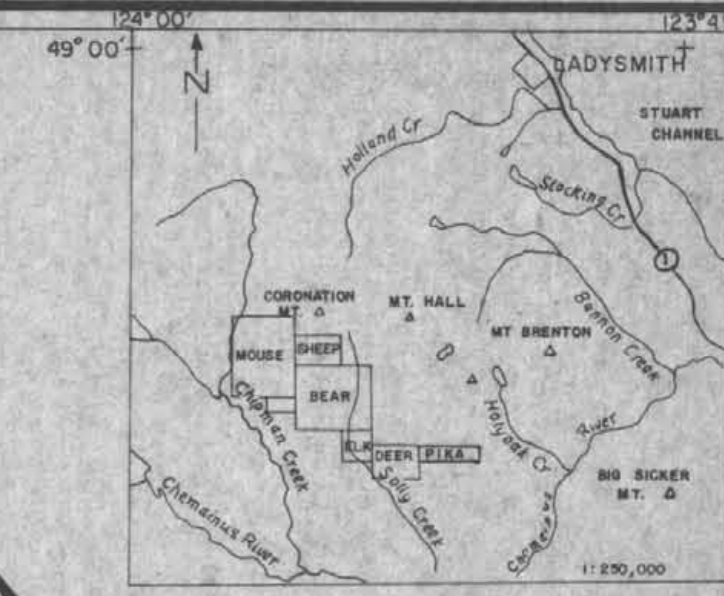 124°00'
123°4
49°00'
N
LADYSMITH
STUART
CHANNEL
Holland Cr
Stocking Cr
1
CORONATION
MT.
MT. HALL
MT BRENTON
Bannon Creek
MOUSE
SHEEP
BEAR
Chipman Creek
Holyoak Cr
River
ELK
DEER
PIKA
Solly Creek
BIG SICKER
MT.
Chemainus River
Chemainus
1:250,000